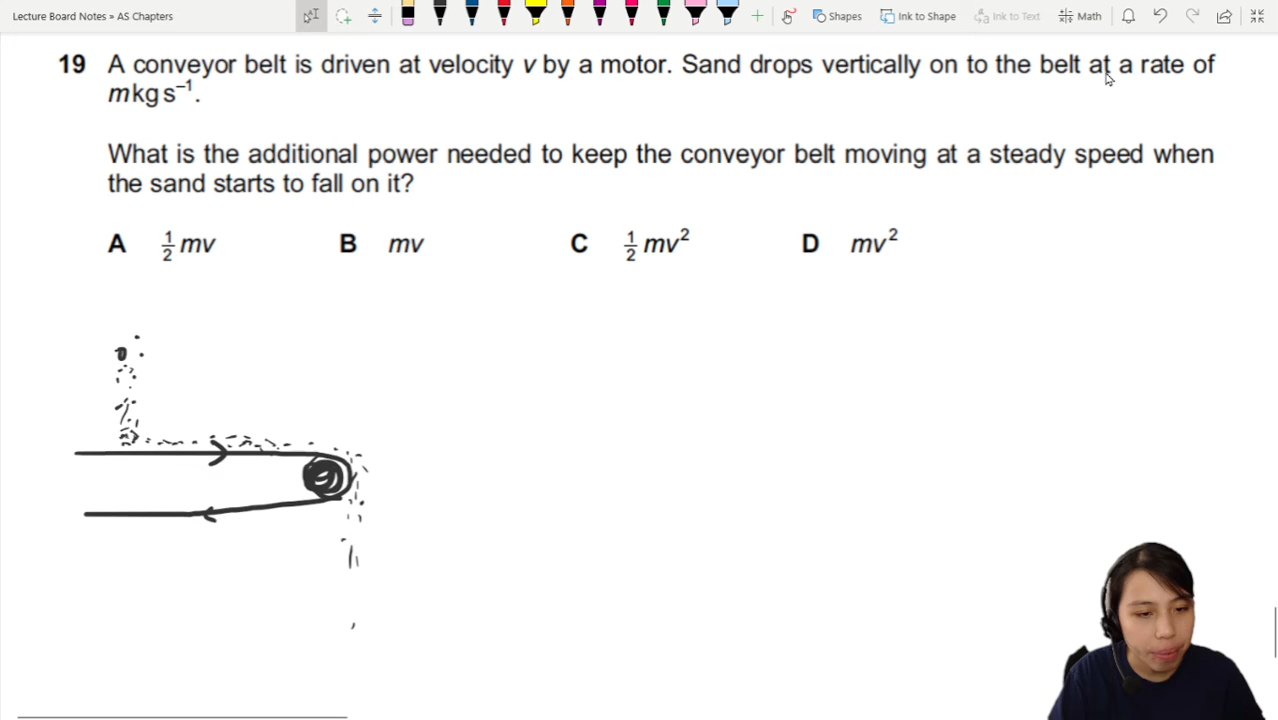 Lecture Board Notes » AS Chapters
Shapes
Ink to Shape
Ink to Text
Math
19 A conveyor belt is driven at velocity v by a motor. Sand drops vertically on to the belt at a rate of
m kg s⁻¹.
What is the additional power needed to keep the conveyor belt moving at a steady speed when
the sand starts to fall on it?
A ½mv B mv C ½mv² D mv²